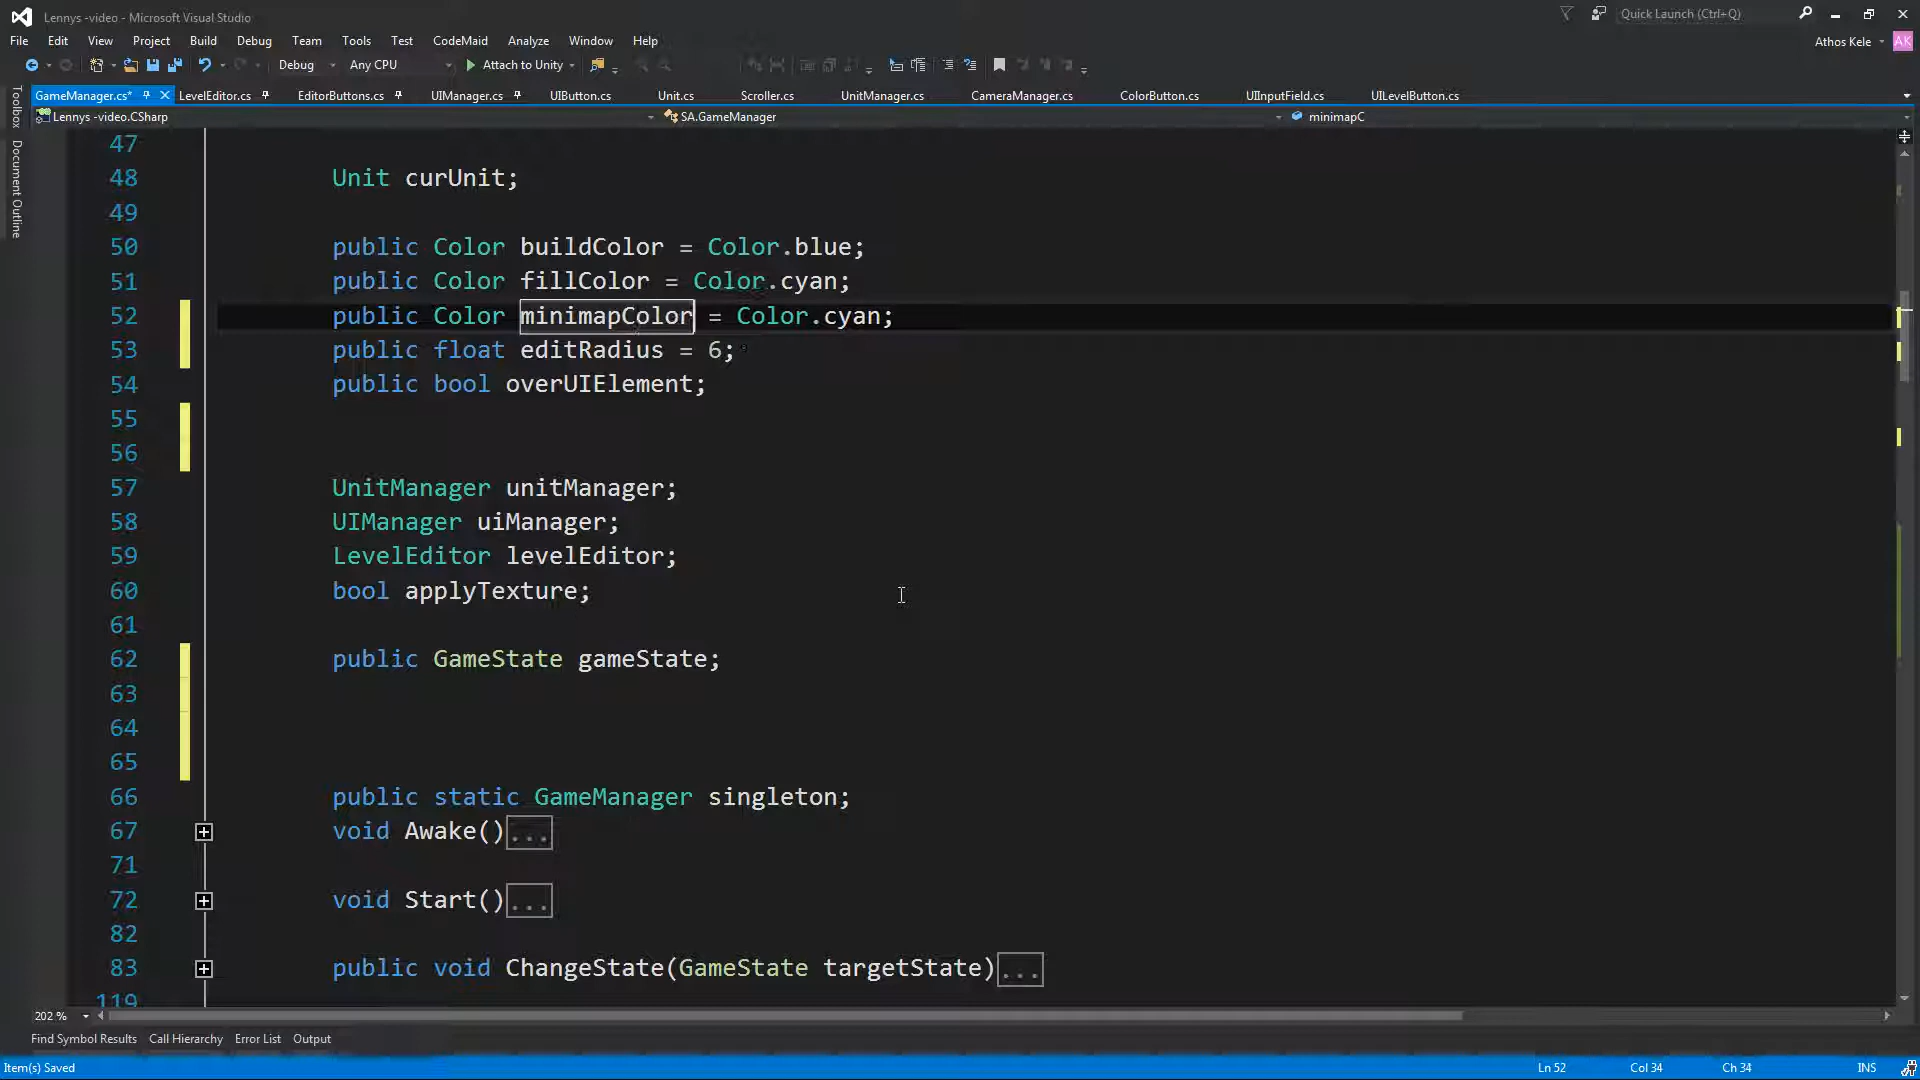 Lennys -video - Microsoft Visual Studio
Quick Launch (Ctrl+Q)
File Edit View Project Build Debug Team Tools Test CodeMaid Analyze Window Help
Athos Kele AK
Debug Any CPU Attach to Unity
GameManager.cs* LevelEditor.cs EditorButtons.cs UIManager.cs UIButton.cs Unit.cs Scroller.cs UnitManager.cs CameraManager.cs ColorButton.cs UIInputField.cs UILevelButton.cs
Lennys -video.CSharp SA.GameManager minimapC
Toolbox
Document Outline
47
48 Unit curUnit;
49
50 public Color buildColor = Color.blue;
51 public Color fillColor = Color.cyan;
52 public Color minimapColor = Color.cyan;
53 public float editRadius = 6;
54 public bool overUIElement;
55
56
57 UnitManager unitManager;
58 UIManager uiManager;
59 LevelEditor levelEditor;
60 bool applyTexture;
61
62 public GameState gameState;
63
64
65
66 public static GameManager singleton;
67 void Awake()...
71
72 void Start()...
82
83 public void ChangeState(GameState targetState)...
119
202 %
Find Symbol Results Call Hierarchy Error List Output
Item(s) Saved Ln 52 Col 34 Ch 34 INS